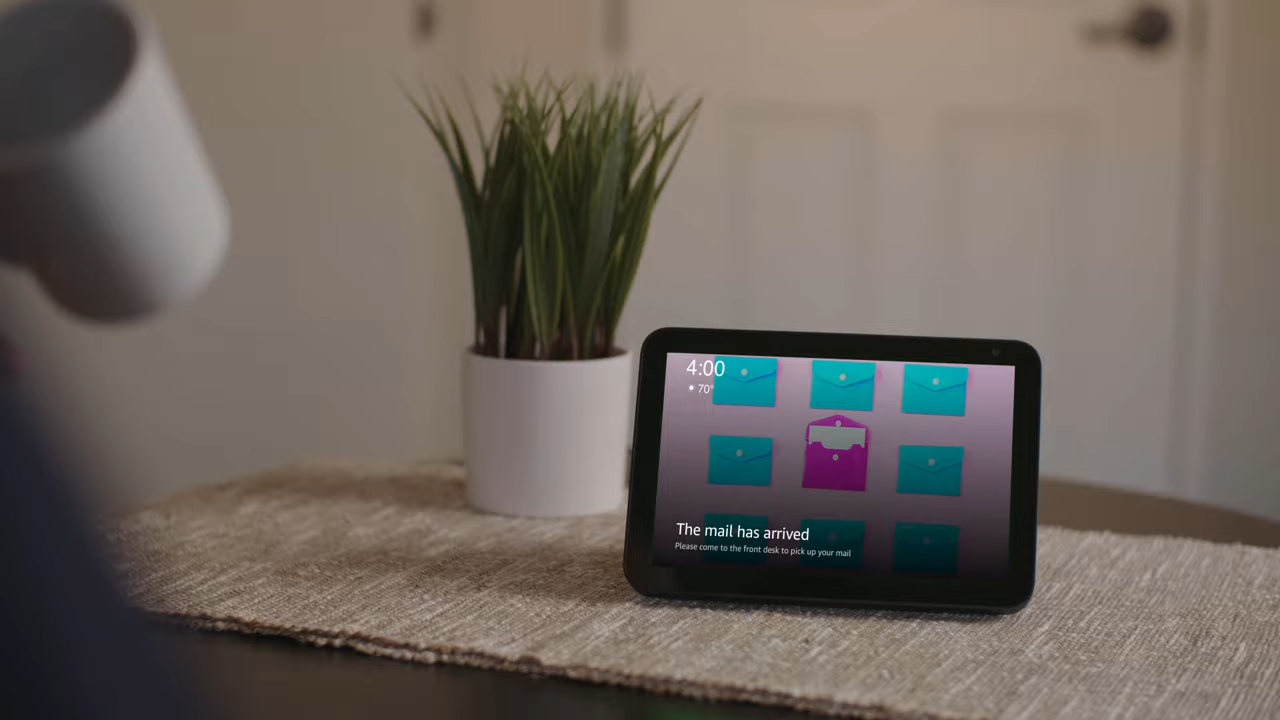 4:00
70°
The mail has arrived
Please come to the front desk to pick up your mail